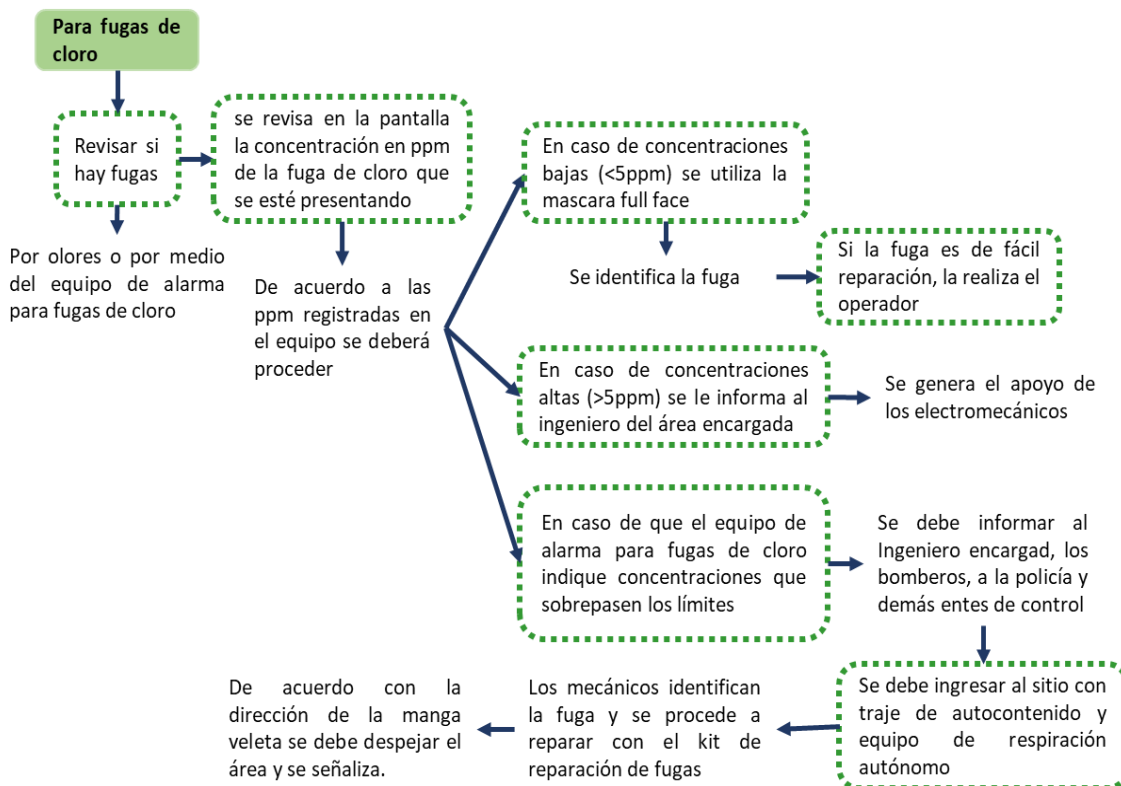 Para fugas de
cloro
Revisar si
hay fugas
Por olores o por medio
del equipo de alarma
para fugas de cloro
se revisa en la pantalla
la concentración en ppm
de la fuga de cloro que
se esté presentando
De acuerdo a las
ppm registradas en
el equipo se deberá
proceder
En caso de concentraciones
bajas (<5ppm) se utiliza la
mascara full face
Se identifica la fuga
Si la fuga es de fácil
reparación, la realiza el
operador
En caso de concentraciones
altas (>5ppm) se le informa al
ingeniero del área encargada
Se genera el apoyo de
los electromecánicos
En caso de que el equipo de
alarma para fugas de cloro
indique concentraciones que
sobrepasen los límites
Se debe informar al
Ingeniero encargad, los
bomberos, a la policía y
demás entes de control
Se debe ingresar al sitio con
traje de autocontenido y
equipo de respiración
autónomo
Los mecánicos identifican
la fuga y se procede a
reparar con el kit de
reparación de fugas
De acuerdo con la
dirección de la manga
veleta se debe despejar el
área y se señaliza.